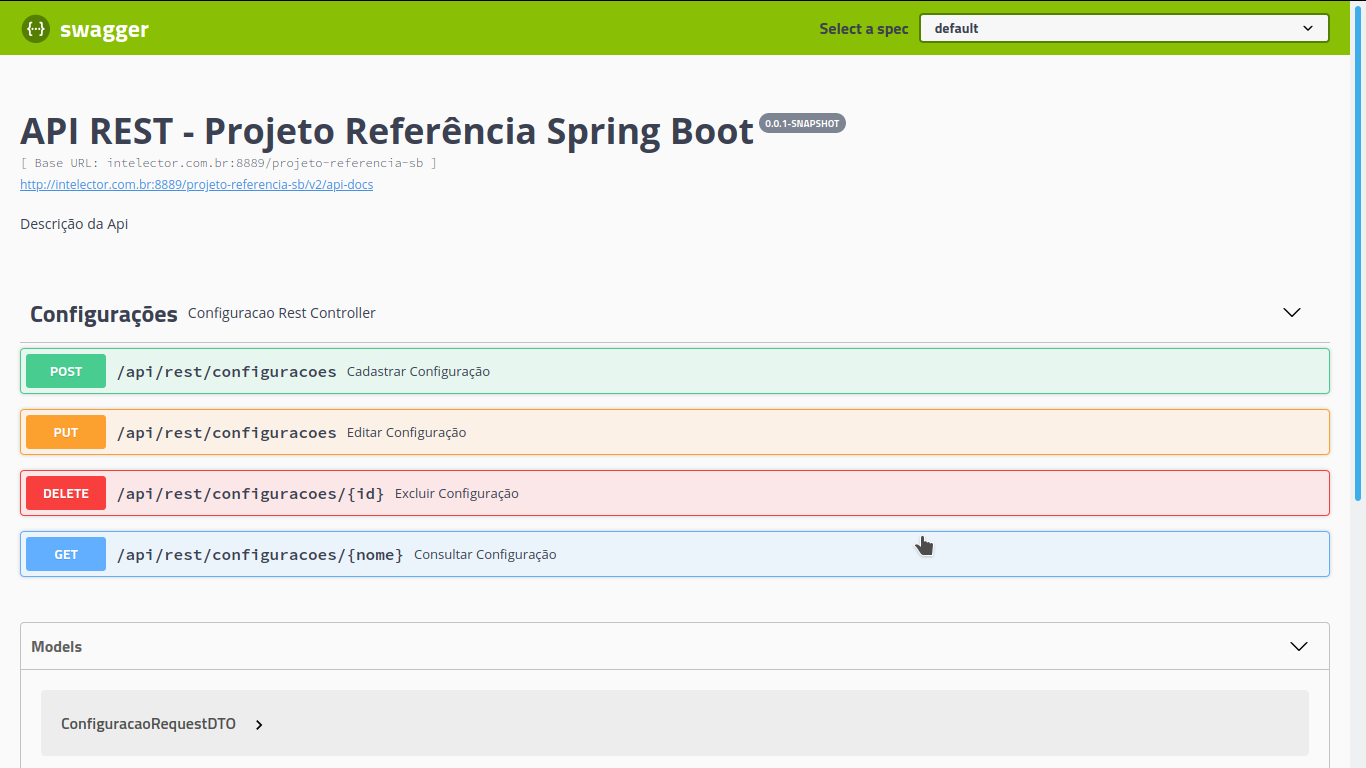 swagger
Select a spec default
API REST - Projeto Referência Spring Boot 0.0.1-SNAPSHOT
[ Base URL: intelector.com.br:8889/projeto-referencia-sb ]
http://intelector.com.br:8889/projeto-referencia-sb/v2/api-docs
Descrição da Api
Configurações Configuracao Rest Controller
POST /api/rest/configuracoes Cadastrar Configuração
PUT /api/rest/configuracoes Editar Configuração
DELETE /api/rest/configuracoes/{id} Excluir Configuração
GET /api/rest/configuracoes/{nome} Consultar Configuração
Models
ConfiguracaoRequestDTO